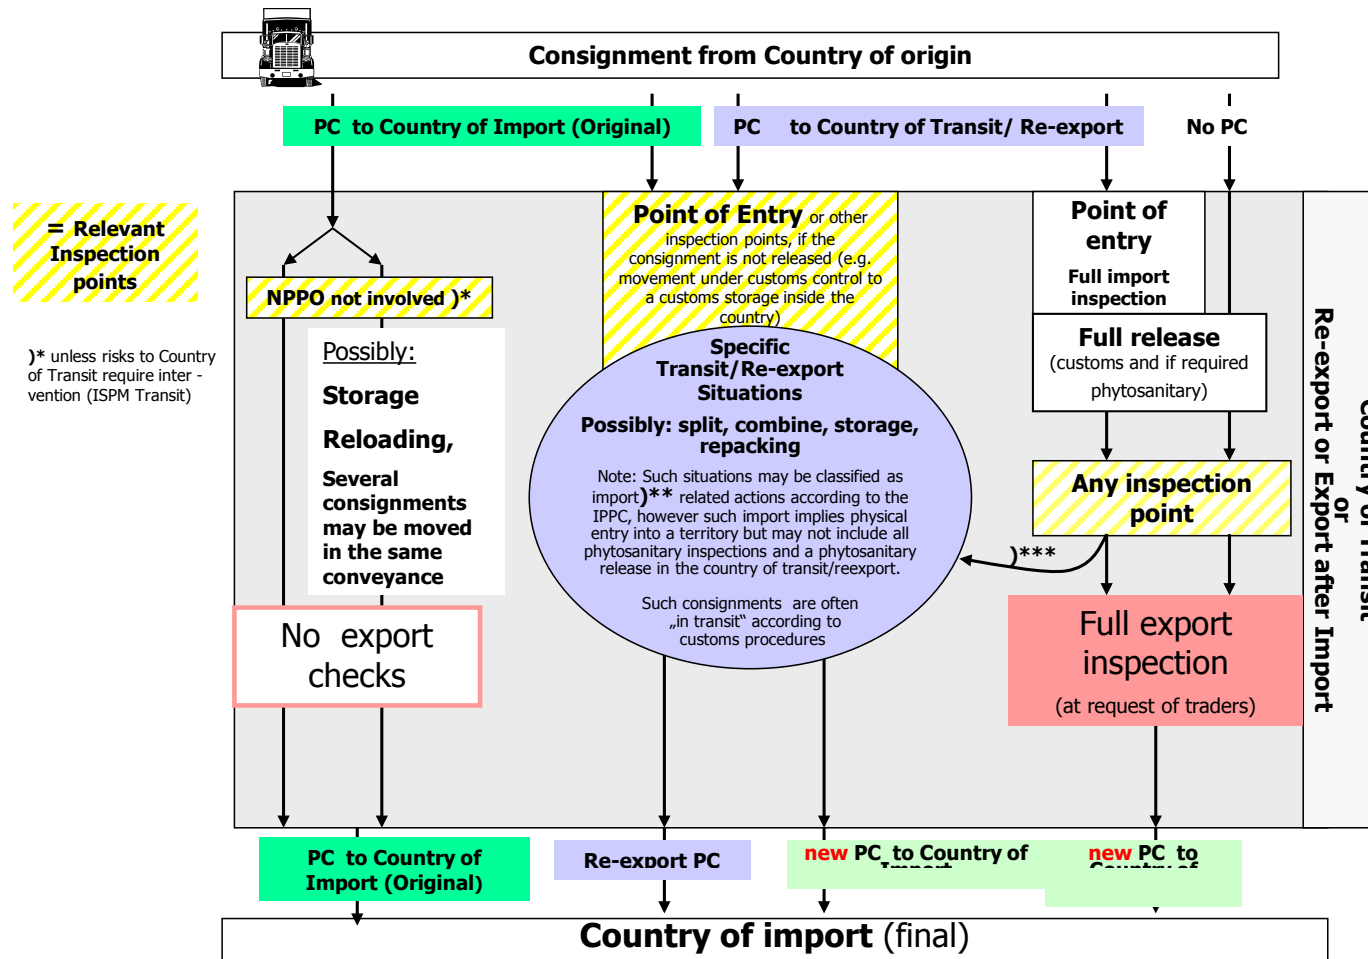 Consignment from Country of origin
PC to Country of Import (Original)
PC to Country of Transit/ Re-export
No PC
= Relevant
Inspection
points
)* unless risks to Country
of Transit require inter -
vention (ISPM Transit)
NPPO not involved )*
Possibly:
Storage
Reloading,
Several
consignments
may be moved
in the same
conveyance
No export
checks
Point of Entry or other
inspection points, if the
consignment is not released (e.g.
movement under customs control to
a customs storage inside the
country)
Specific
Transit/Re-export
Situations
Possibly: split, combine, storage,
repacking
Note: Such situations may be classified as
import)** related actions according to the
IPPC, however such import implies physical
entry into a territory but may not include all
phytosanitary inspections and a phytosanitary
release in the country of transit/reexport.
Such consignments are often
„in transit“ according to
customs procedures
Point of
entry
Full import
inspection
Full release
(customs and if required
phytosanitary)
Any inspection
point
)***
Full export
inspection
(at request of traders)
Country of Transit
or
Re-export or Export after Import
PC to Country of
Import (Original)
Re-export PC
new PC to Country of
Import
new PC to
Country of
Country of import (final)